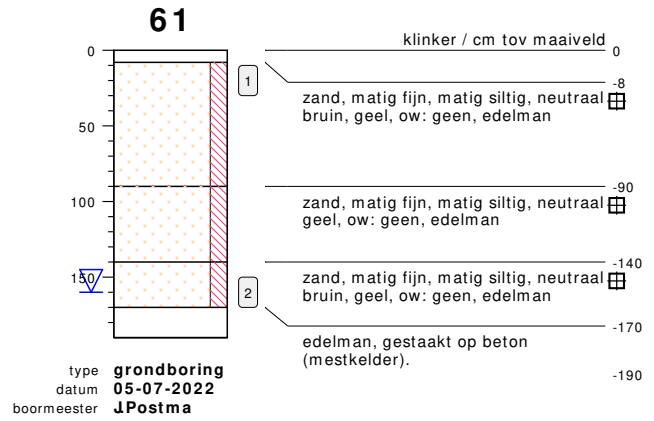 61
klinker / cm tov maaiveld
0
0
-8
1
zand, matig fijn, matig siltig, neutraal
bruin, geel, ow: geen, edelman
50
-90
100
zand, matig fijn, matig siltig, neutraal
geel, ow: geen, edelman
-140
150
zand, matig fijn, matig siltig, neutraal
bruin, geel, ow: geen, edelman
2
-170
edelman, gestaakt op beton
(mestkelder).
-190
type grondboring
datum 05-07-2022
boormeester J.Postma